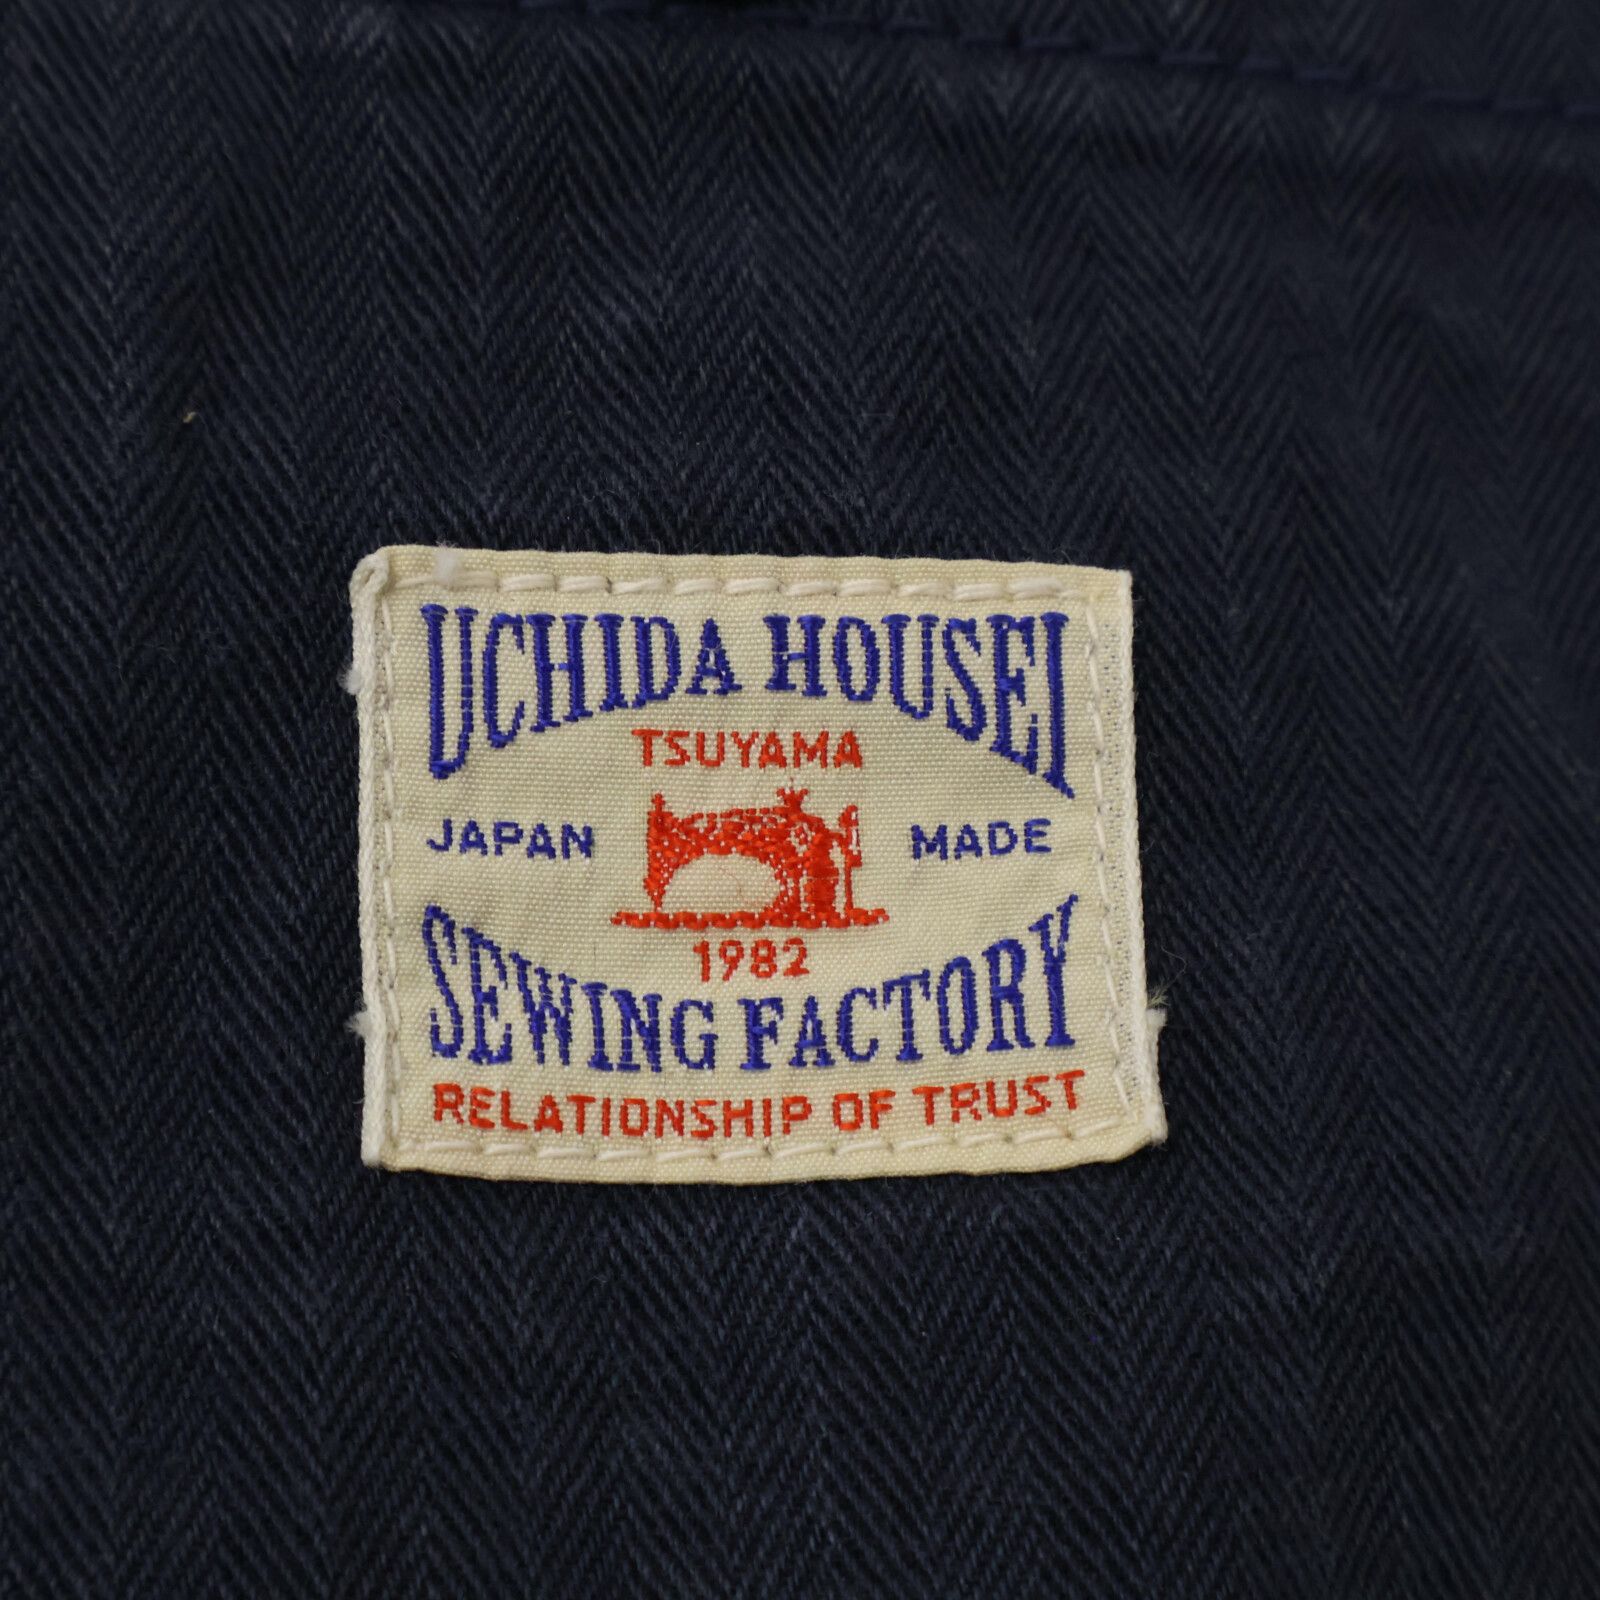 UCHIDA HOUSEI
TSUYAMA
JAPAN MADE
1982
SEWING FACTORY
RELATIONSHIP OF TRUST